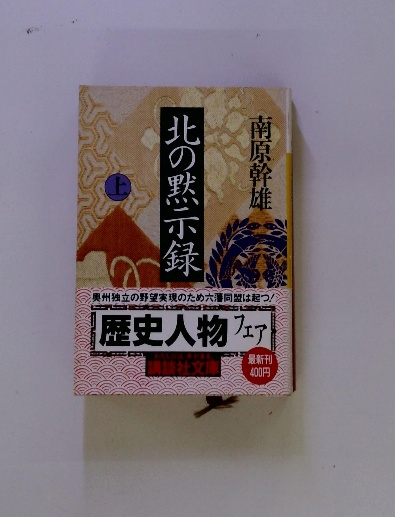 南原幹雄
北の黙示録
上
奥州独立の野望実現のため六藩同盟は起つ!
歴史人物フェア
最新刊
400円
講談社文庫